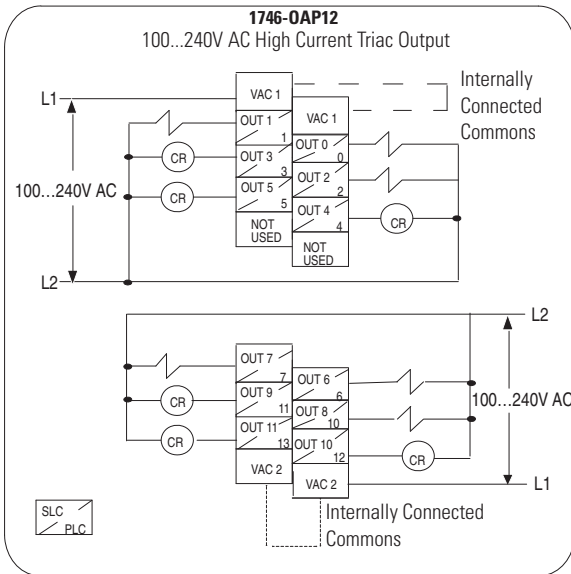 1746-OAP12
100...240V AC High Current Triac Output
Internally
Connected
Commons
L1
VAC 1
VAC 1
OUT 1
1
OUT 0
0
CR
OUT 3
3
OUT 2
2
100...240V AC
CR
OUT 5
5
OUT 4
4
CR
NOT
USED
NOT
USED
L2
L2
OUT 7
7
OUT 6
6
CR
OUT 9
11
OUT 8
10
100...240V AC
CR
OUT 11
13
OUT 10
12
CR
VAC 2
VAC 2
L1
SLC
PLC
Internally Connected
Commons